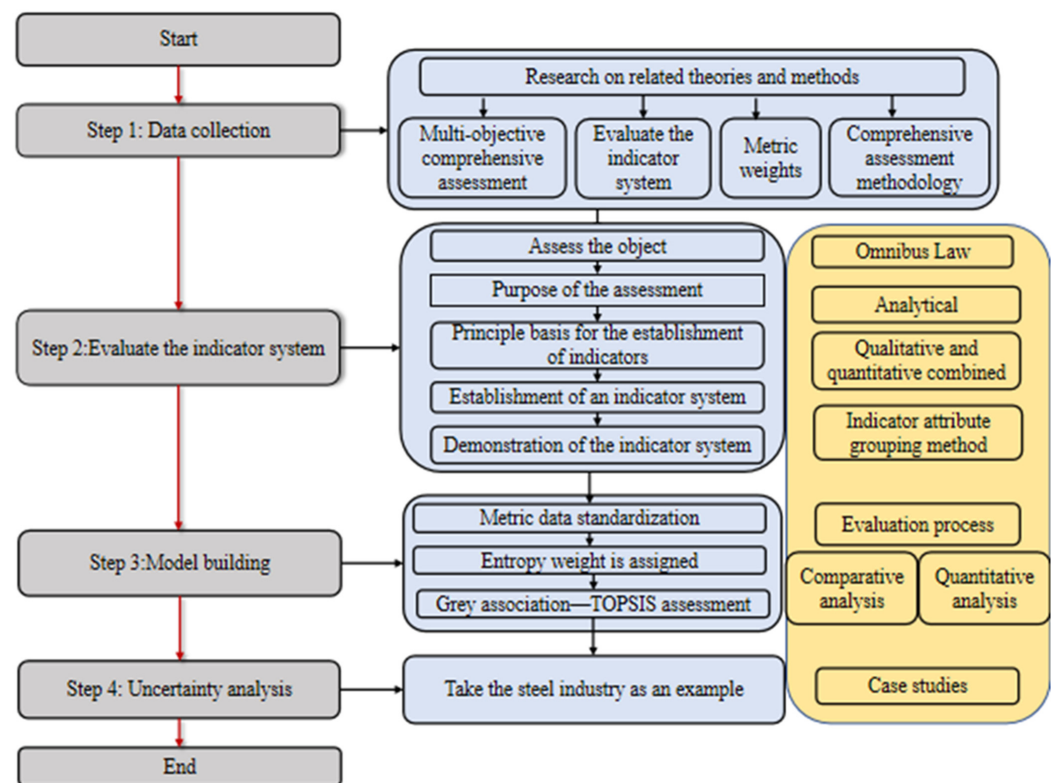 Start
Step 1: Data collection
Step 2:Evaluate the indicator system
Step 3:Model building
Step 4: Uncertainty analysis
End
Research on related theories and methods
Multi-objective
comprehensive
assessment
Evaluate the
indicator
system
Metric
weights
Comprehensive
assessment
methodology
Assess the object
Purpose of the assessment
Principle basis for the establishment
of indicators
Establishment of an indicator system
Demonstration of the indicator system
Metric data standardization
Entropy weight is assigned
Grey association—TOPSIS assessment
Take the steel industry as an example
Omnibus Law
Analytical
Qualitative and
quantitative combined
Indicator attribute
grouping method
Evaluation process
Comparative
analysis
Quantitative
analysis
Case studies